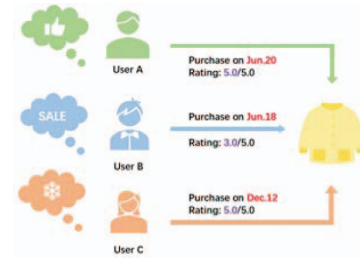 User A
Purchase on Jun.20
Rating: 5.0/5.0
SALE
User B
Purchase on Jun.18
Rating: 3.0/5.0
User C
Purchase on Dec.12
Rating: 5.0/5.0